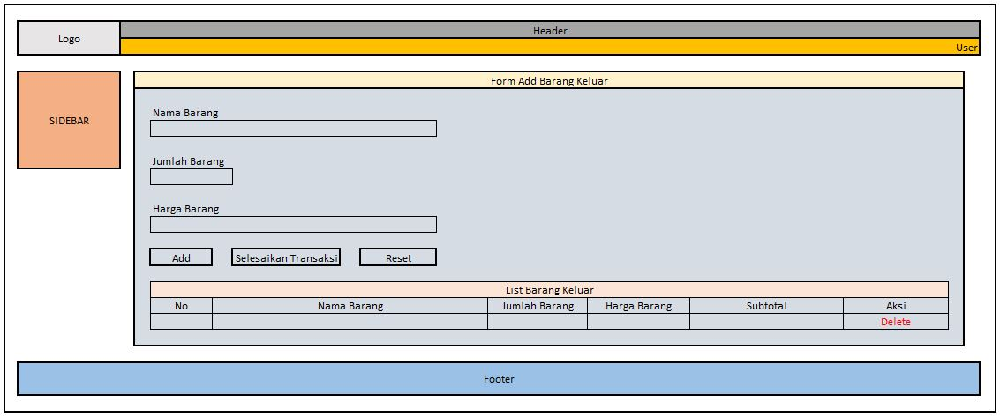 Logo
Header
User
SIDEBAR
Form Add Barang Keluar
Nama Barang
Jumlah Barang
Harga Barang
Add Selesaikan Transaksi Reset
List Barang Keluar
No Nama Barang Jumlah Barang Harga Barang Subtotal Aksi
Delete
Footer